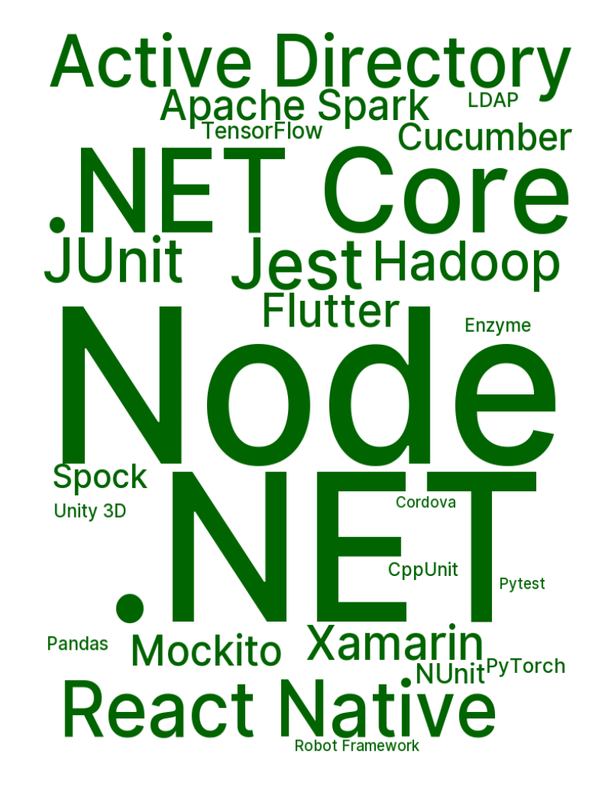 Active Directory
Apache Spark
LDAP
TensorFlow
Cucumber
.NET Core
JUnit
Jest
Hadoop
Flutter
Enzyme
Node
Spock
.NET
Cordova
Unity 3D
CppUnit
Pytest
Pandas
Mockito
Xamarin
NUnit
PyTorch
React Native
Robot Framework